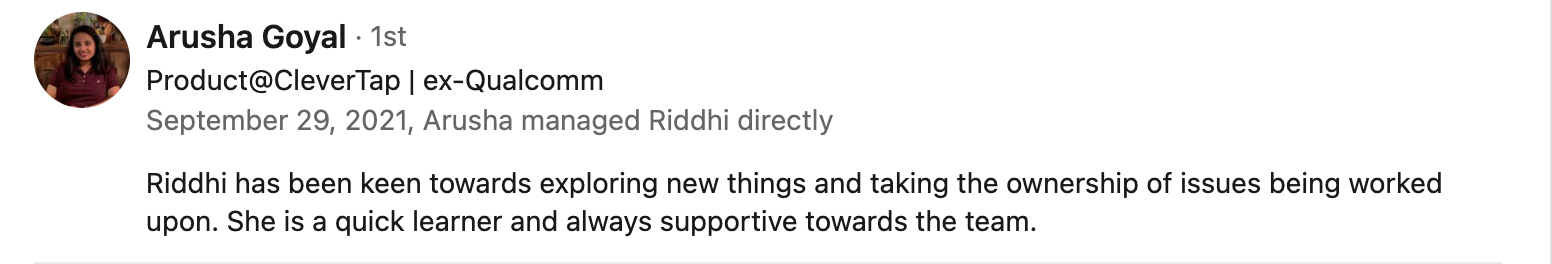 Arusha Goyal · 1st
Product@CleverTap | ex-Qualcomm
September 29, 2021, Arusha managed Riddhi directly
Riddhi has been keen towards exploring new things and taking the ownership of issues being worked
upon. She is a quick learner and always supportive towards the team.